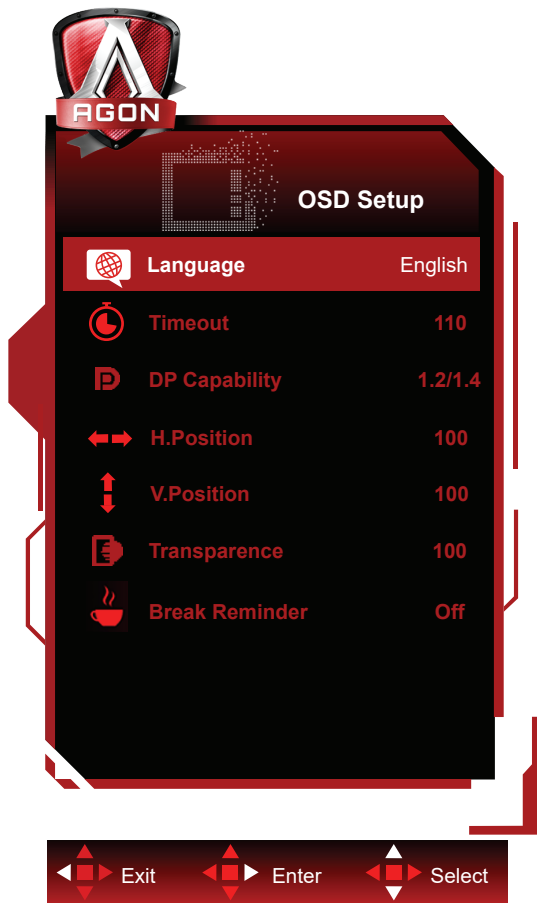 AGON
OSD Setup
Language English
Timeout 110
DP Capability 1.2/1.4
H.Position 100
V.Position 100
Transparence 100
Break Reminder Off
Exit Enter Select